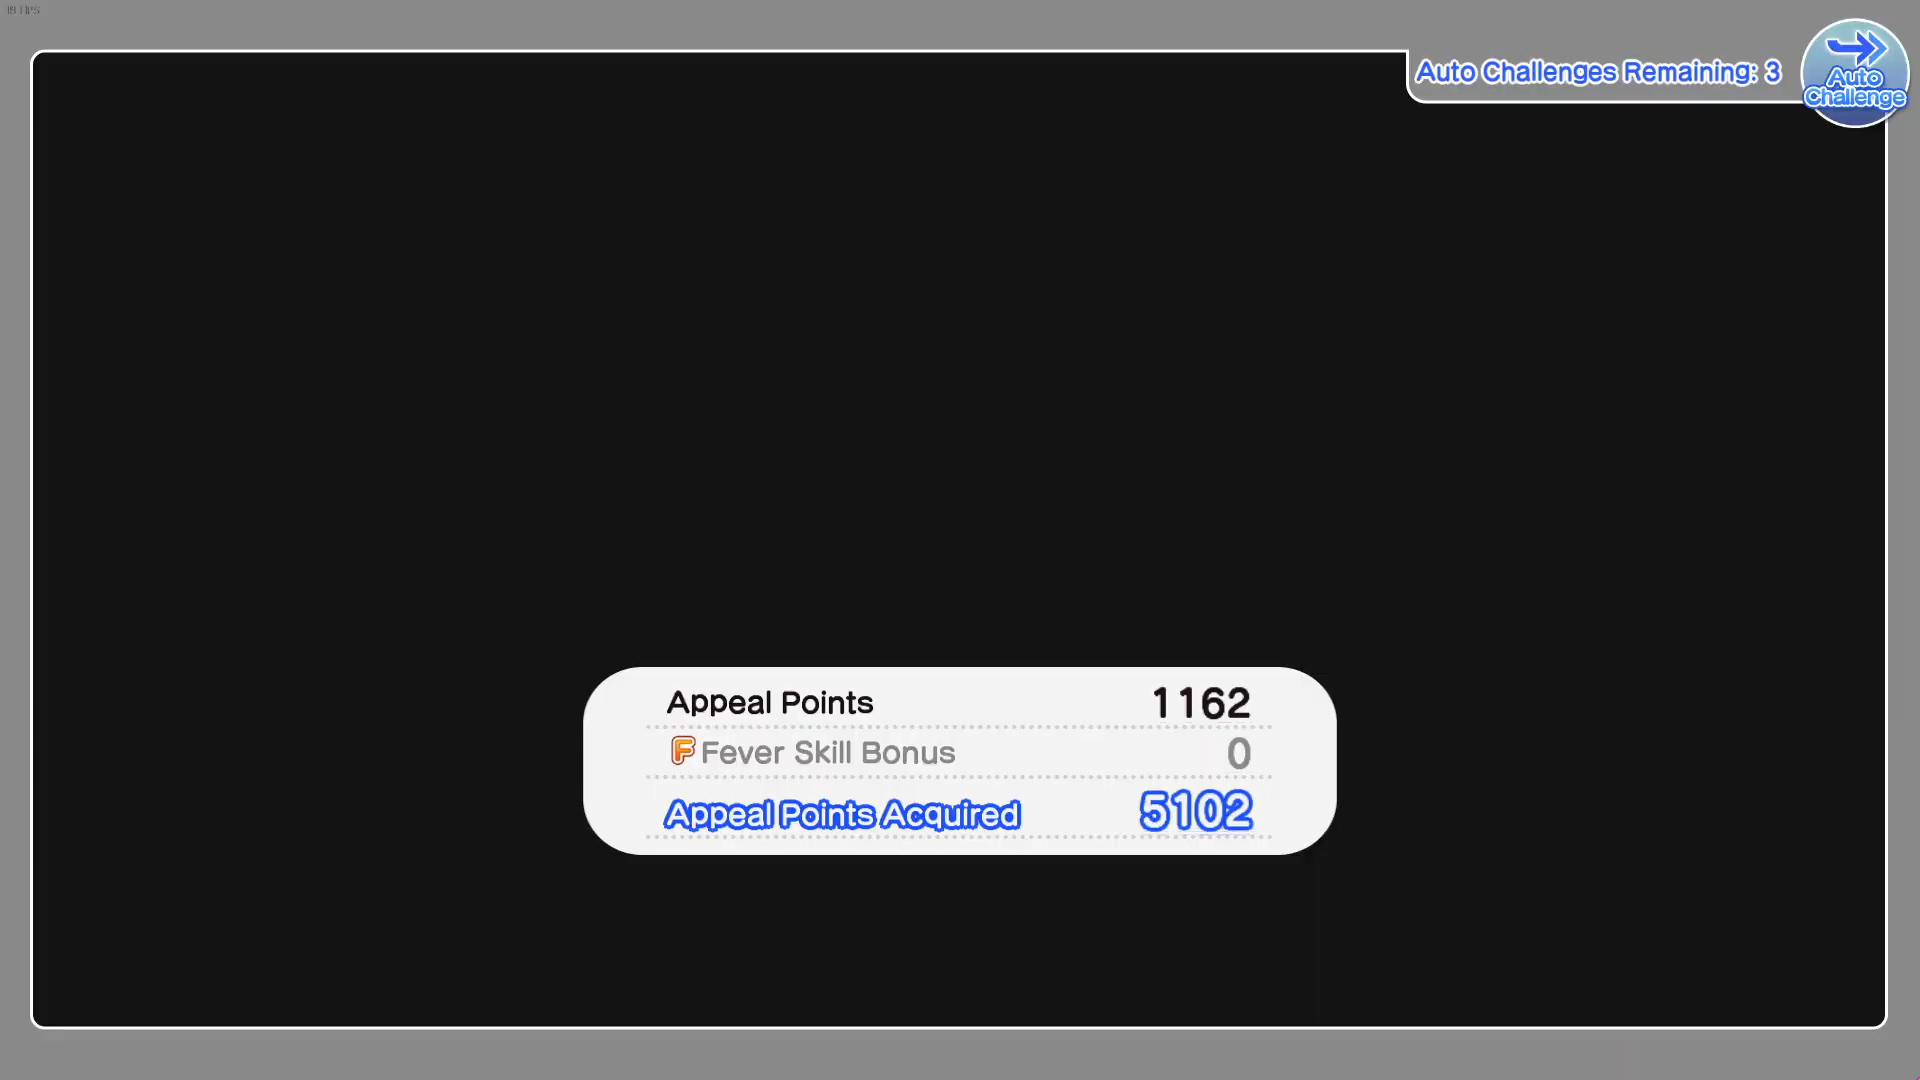 Auto Challenges Remaining: 3
Auto
Challenge
Appeal Points 1162
F Fever Skill Bonus 0
Appeal Points Acquired 5102